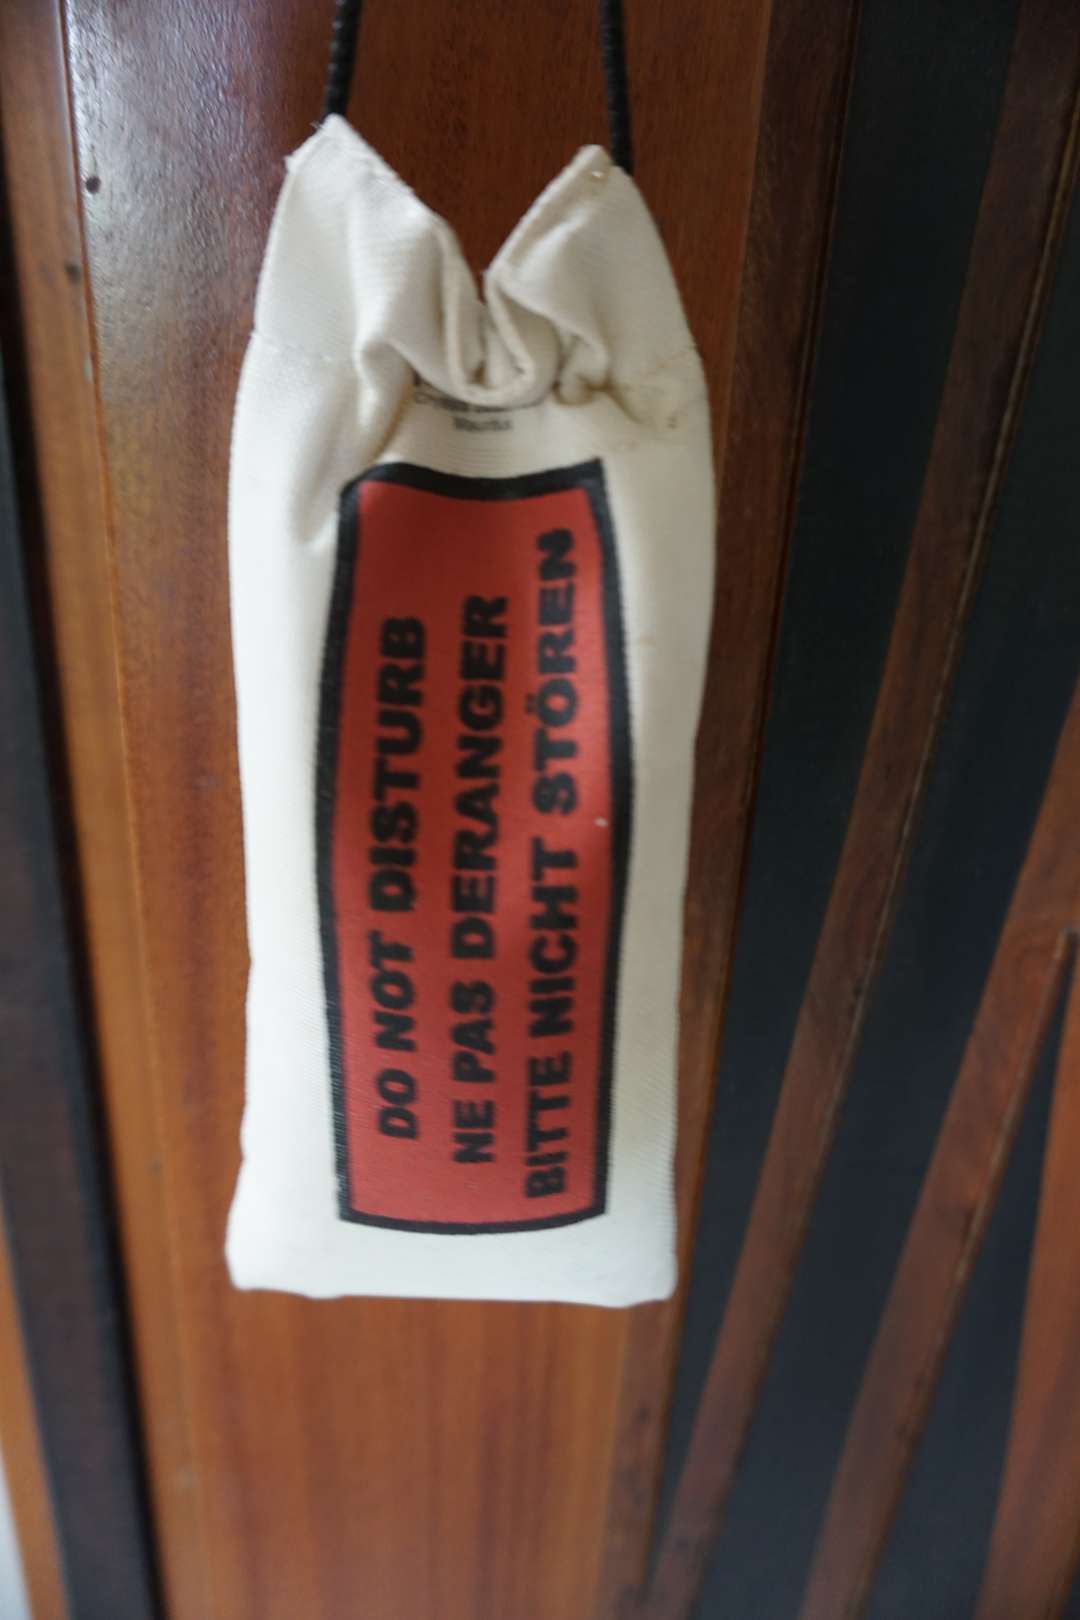 DO NOT DISTURB
NE PAS DERANGER
BITTE NICHT STÖREN